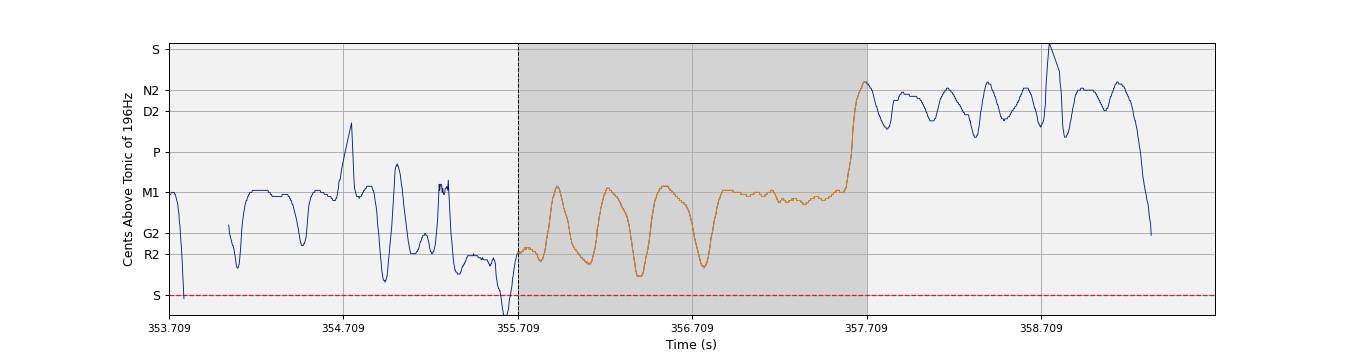 Cents Above Tonic of 196Hz
S
N2
D2
P
M1
G2
R2
S
353.709 354.709 355.709 356.709 357.709 358.709
Time (s)